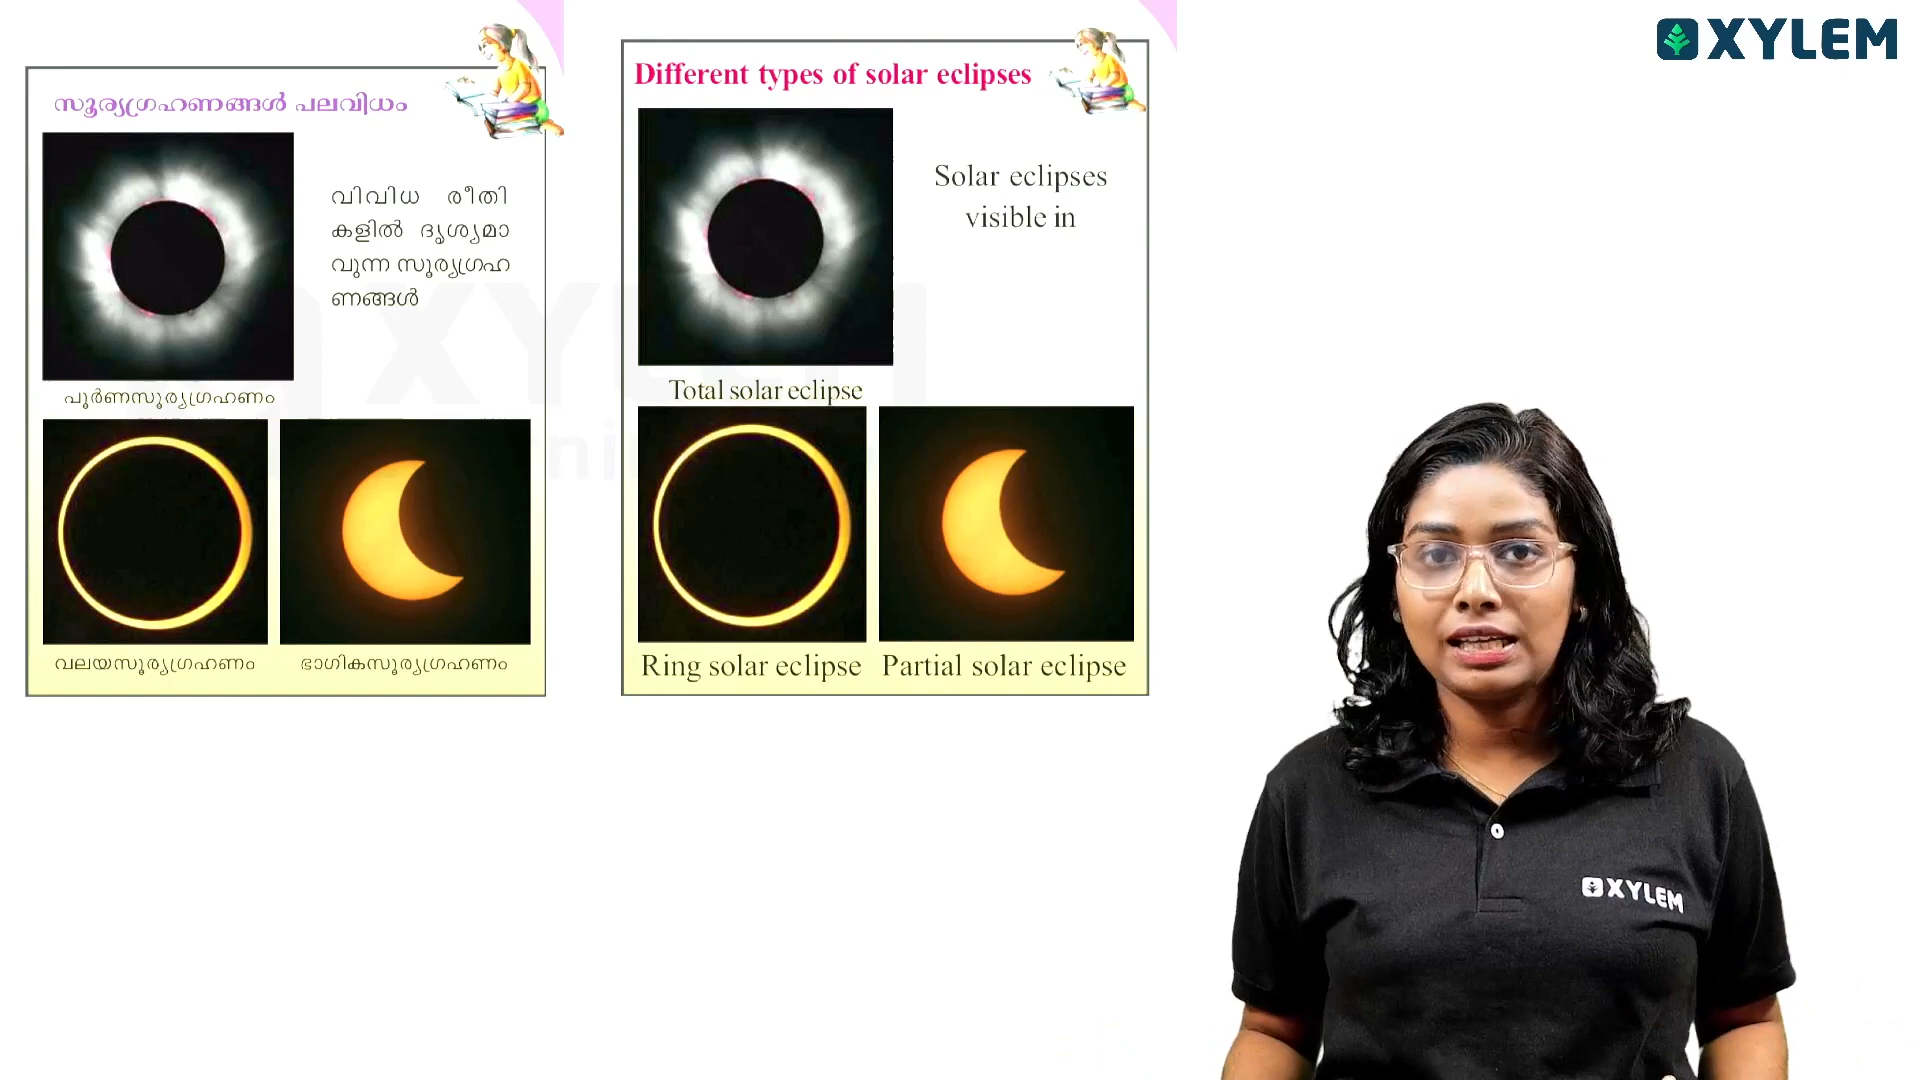 XYLEM
സൂര്യഗ്രഹണങ്ങൾ പലവിധം
വിവിധ രീതി
കളിൽ ദൃശ്യമാ
വുന്ന സൂര്യഗ്രഹ
ണങ്ങൾ
പൂർണസൂര്യഗ്രഹണം
വലയസൂര്യഗ്രഹണം
ഭാഗികസൂര്യഗ്രഹണം
Different types of solar eclipses
Solar eclipses
visible in
Total solar eclipse
Ring solar eclipse
Partial solar eclipse
XYLEM